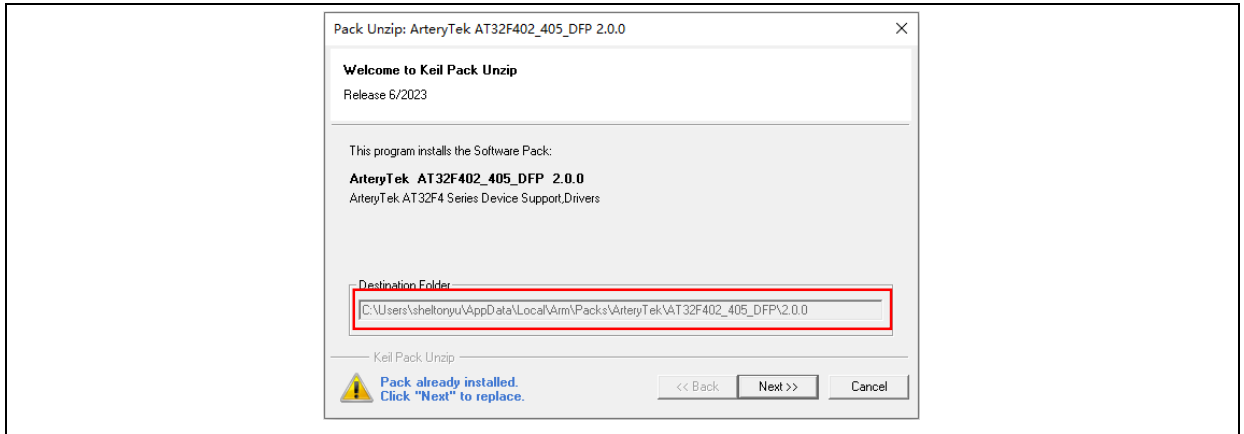 Pack Unzip: ArteryTek AT32F402_405_DFP 2.0.0
Welcome to Keil Pack Unzip
Release 6/2023
This program installs the Software Pack:
ArteryTek AT32F402_405_DFP 2.0.0
ArteryTek AT32F4 Series Device Support,Drivers
Destination Folder
C:\Users\sheltonyu\AppData\Local\Arm\Packs\ArteryTek\AT32F402_405_DFP\2.0.0
Keil Pack Unzip
Pack already installed.
Click "Next" to replace.
<< Back Next >> Cancel